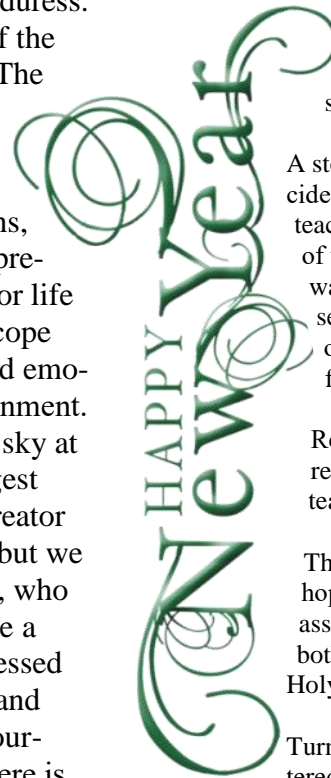 duress.
f the
The
ns,
pre-
or life
cope
d emo-
nment.
sky at
gest
reator
but we
, who
e a
essed
and
our-
ere is
HAPPY
New Year
s
A sto
cide
teac
of
wa
se
o
f
Re
re
tea
Th
hop
ass
bot
Holy
Turn
tered